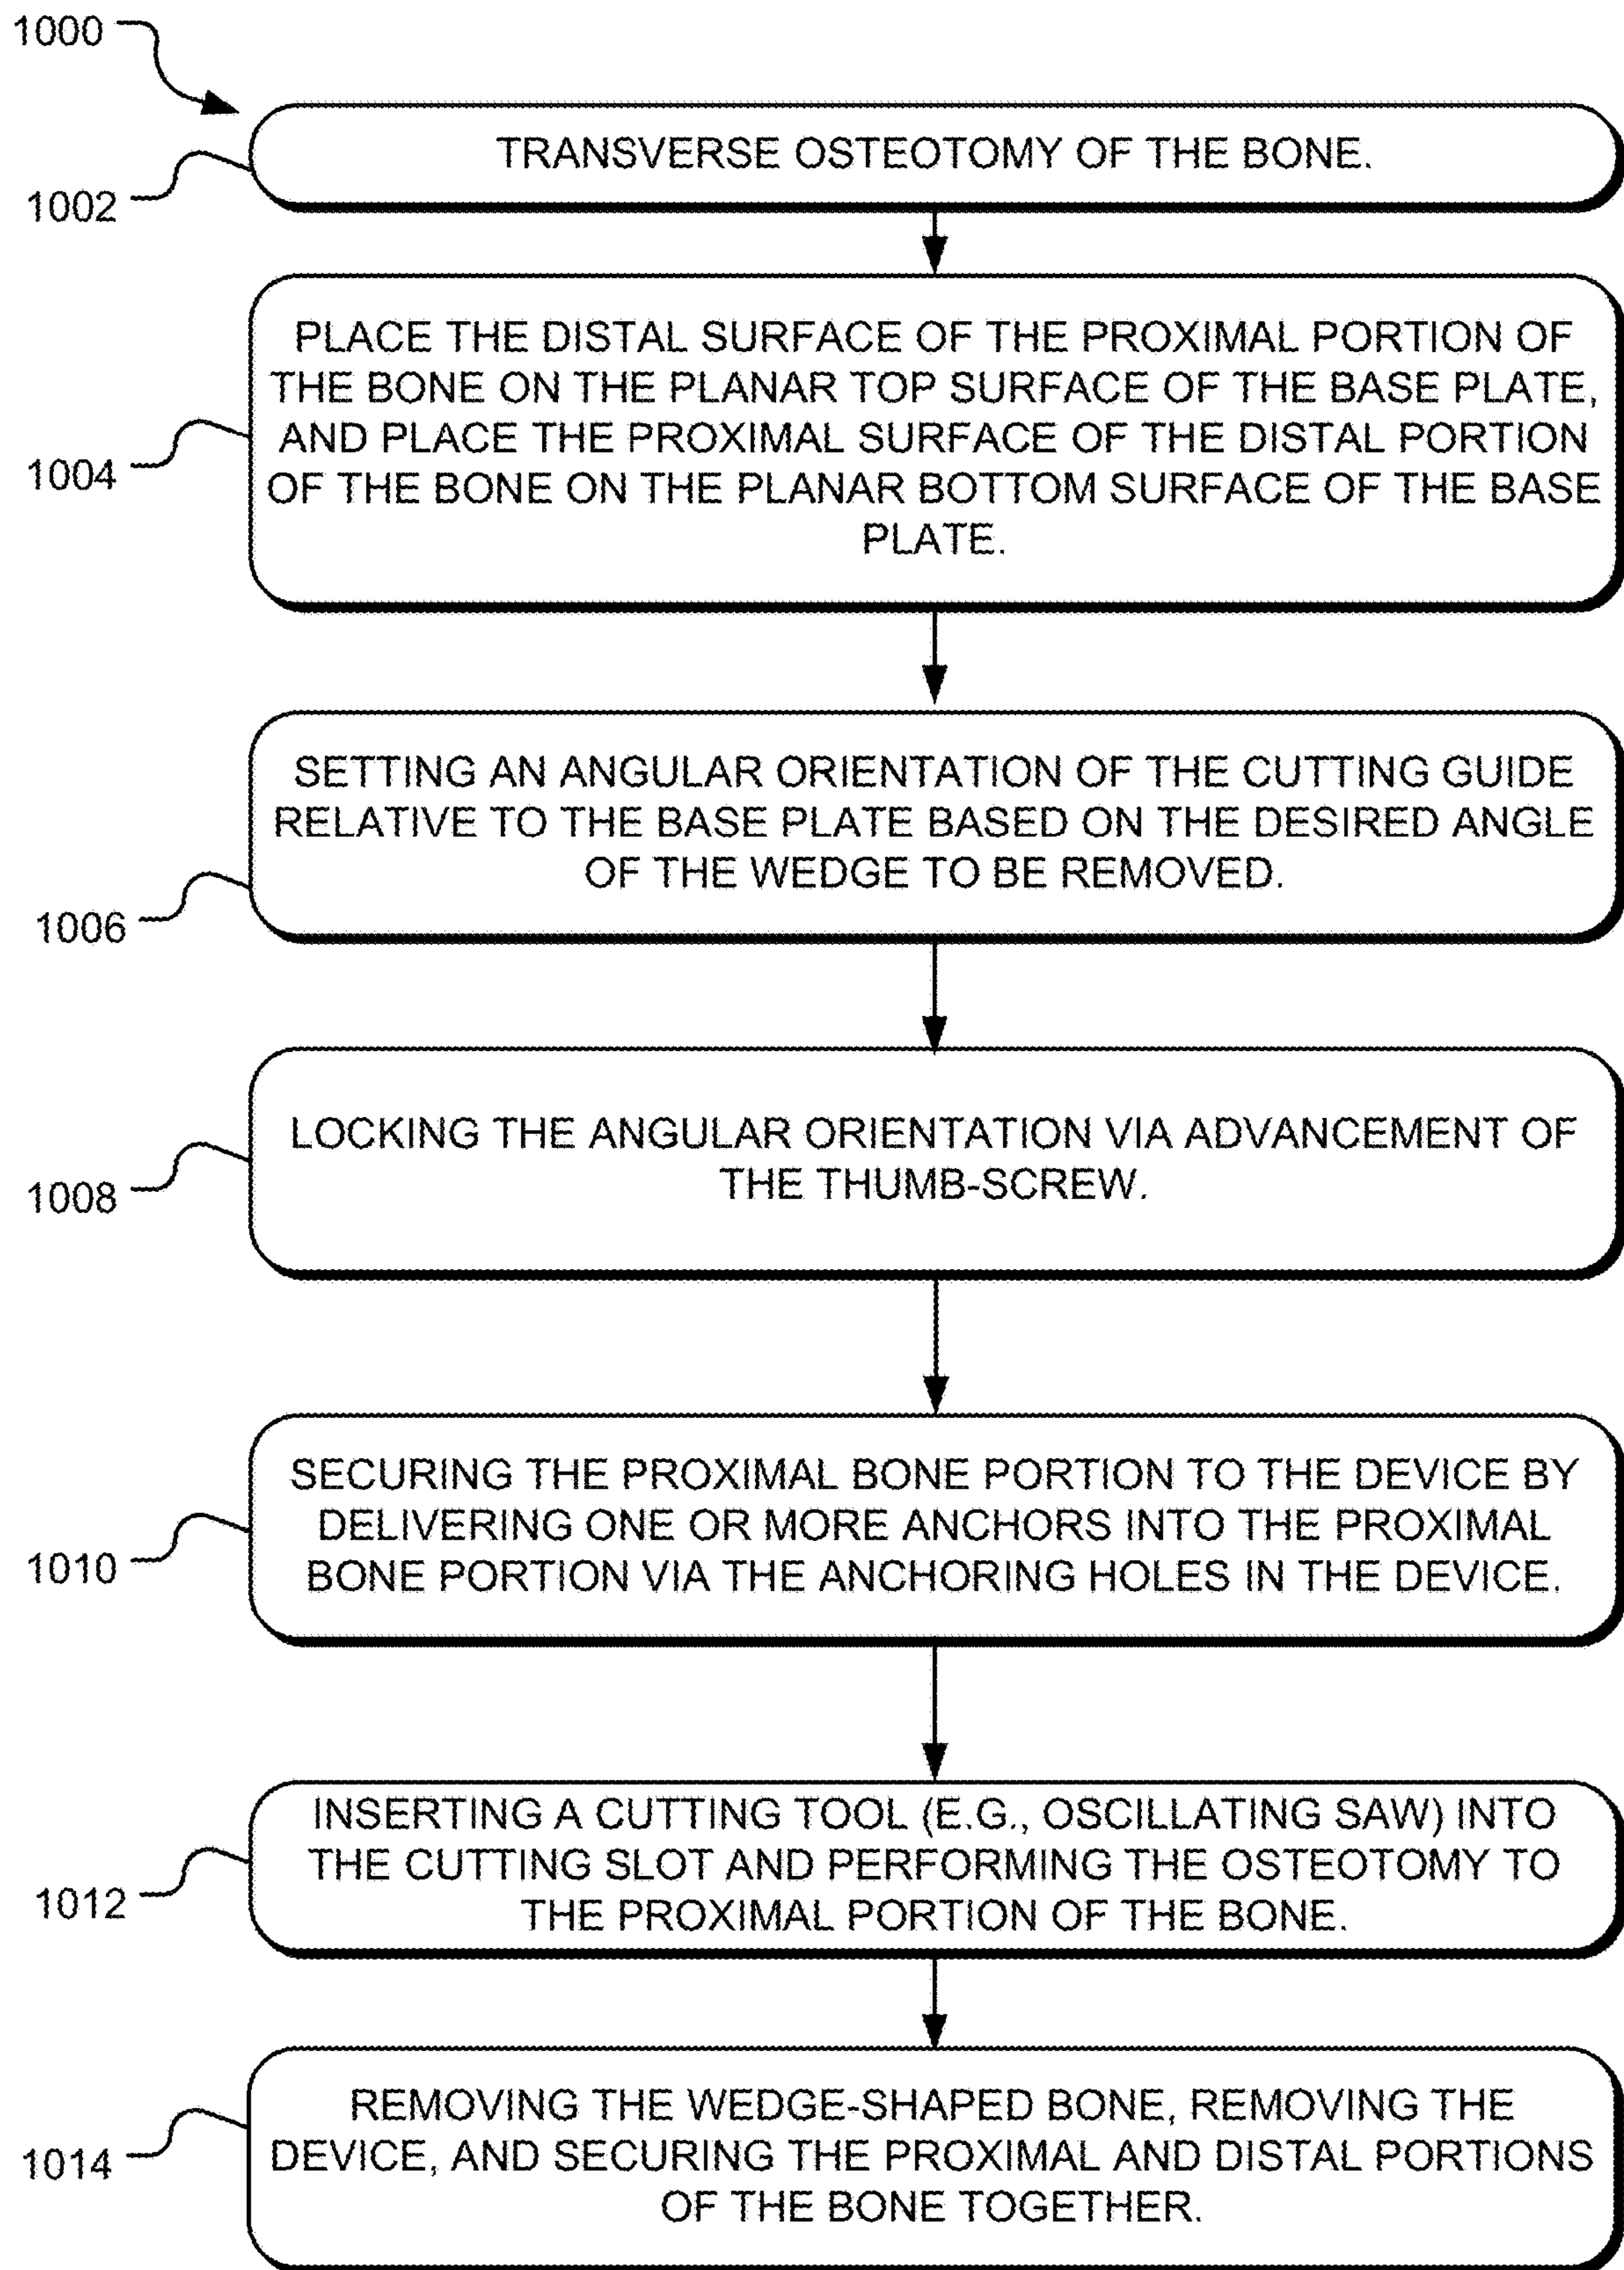 1000
TRANSVERSE OSTEOTOMY OF THE BONE.
1002
PLACE THE DISTAL SURFACE OF THE PROXIMAL PORTION OF
THE BONE ON THE PLANAR TOP SURFACE OF THE BASE PLATE,
AND PLACE THE PROXIMAL SURFACE OF THE DISTAL PORTION
OF THE BONE ON THE PLANAR BOTTOM SURFACE OF THE BASE
PLATE.
1004
SETTING AN ANGULAR ORIENTATION OF THE CUTTING GUIDE
RELATIVE TO THE BASE PLATE BASED ON THE DESIRED ANGLE
OF THE WEDGE TO BE REMOVED.
1006
LOCKING THE ANGULAR ORIENTATION VIA ADVANCEMENT OF
THE THUMB-SCREW.
1008
SECURING THE PROXIMAL BONE PORTION TO THE DEVICE BY
DELIVERING ONE OR MORE ANCHORS INTO THE PROXIMAL
BONE PORTION VIA THE ANCHORING HOLES IN THE DEVICE.
1010
INSERTING A CUTTING TOOL (E.G., OSCILLATING SAW) INTO
THE CUTTING SLOT AND PERFORMING THE OSTEOTOMY TO
THE PROXIMAL PORTION OF THE BONE.
1012
REMOVING THE WEDGE-SHAPED BONE, REMOVING THE
DEVICE, AND SECURING THE PROXIMAL AND DISTAL PORTIONS
OF THE BONE TOGETHER.
1014